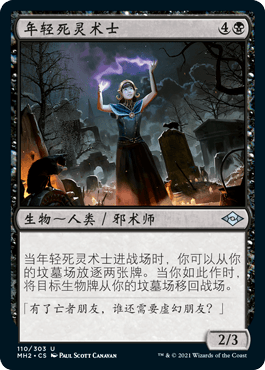 年轻死灵术士 4
生物～人类／邪术师
当年轻死灵术士进战场时，你可以从你
的坟墓场放逐两张牌。当你如此作时，
将目标生物牌从你的坟墓场移回战场。
「有了亡者朋友，谁还需要虚幻朋友？」
2/3
110/303 U
MH2 • CS PAUL SCOTT CANAVAN
™ & © 2021 Wizards of the Coast